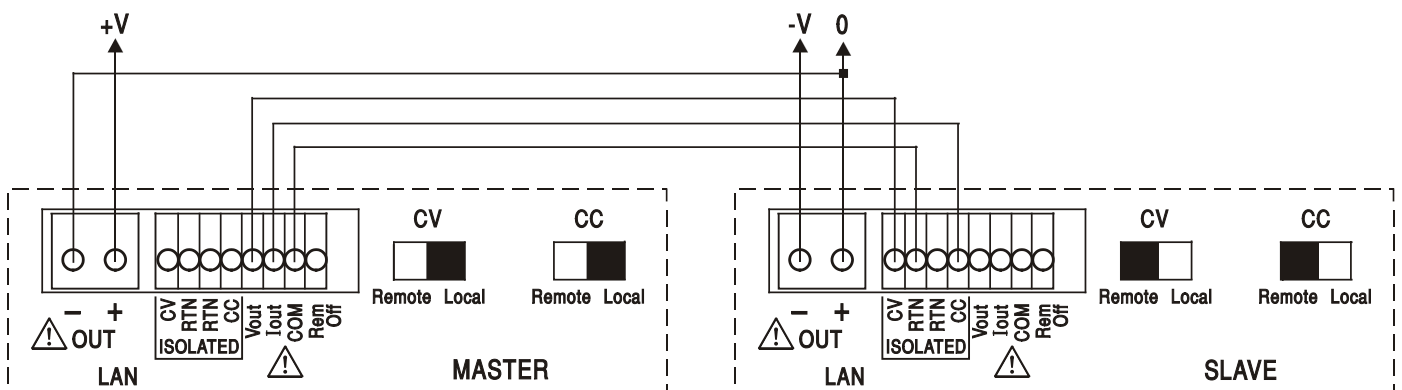 +V -V 0
CV CC CV CC
Remote Local Remote Local Remote Local Remote Local
- + - +
CV RTN RTN CC Vout Iout COM Rem Off
CV RTN RTN CC Vout Iout COM Rem Off
OUT ISOLATED OUT ISOLATED
LAN MASTER LAN SLAVE